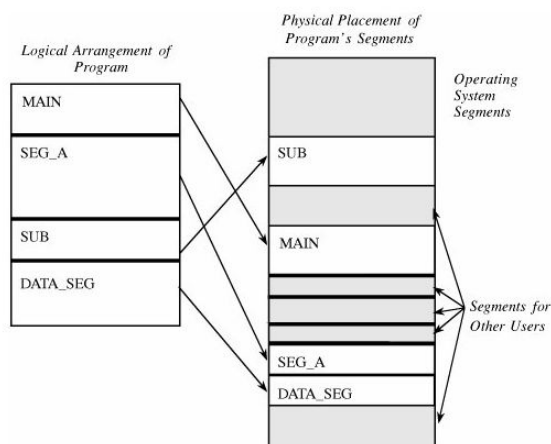 Logical Arrangement of
Program
MAIN
SEG_A
SUB
DATA_SEG
Physical Placement of
Program's Segments
SUB
MAIN
SEG_A
DATA_SEG
Operating
System
Segments
Segments for
Other Users